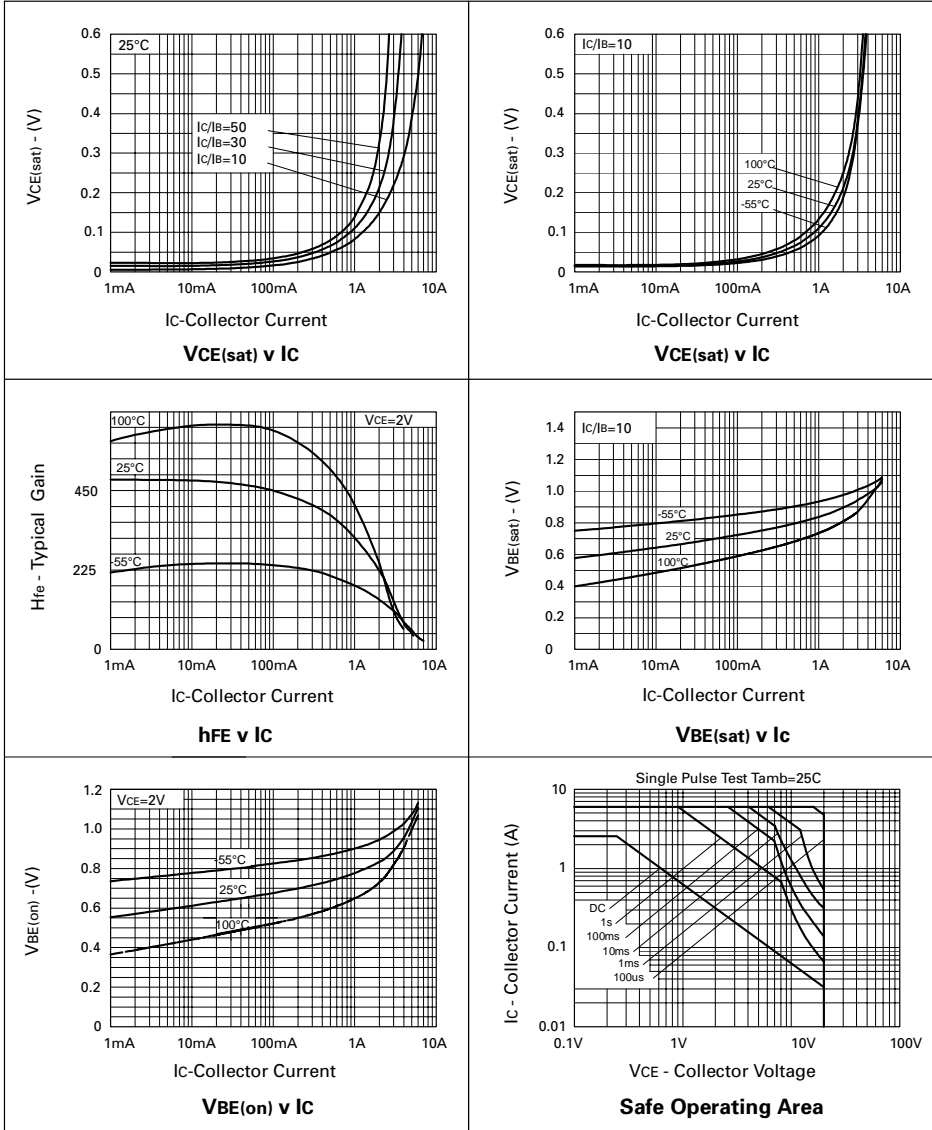 0.6
0.5
0.4
0.3
0.2
0.1
0
25°C
IC/IB=50
IC/IB=30
IC/IB=10
VCE(sat) - (V)
1mA 10mA 100mA 1A 10A
IC-Collector Current
VCE(sat) v IC
0.6
0.5
0.4
0.3
0.2
0.1
0
IC/IB=10
100°C
25°C
-55°C
VCE(sat) - (V)
1mA 10mA 100mA 1A 10A
IC-Collector Current
VCE(sat) v IC
100°C
VCE=2V
25°C
450
-55°C
225
0
Hfe - Typical Gain
1mA 10mA 100mA 1A 10A
IC-Collector Current
hFE v IC
1.4
1.2
1.0
0.8
0.6
0.4
0.2
0
IC/IB=10
-55°C
25°C
100°C
VBE(sat) - (V)
1mA 10mA 100mA 1A 10A
IC-Collector Current
VBE(sat) v Ic
1.2
1.0
0.8
0.6
0.4
0.2
0
VCE=2V
-55°C
25°C
100°C
VBE(on) -(V)
1mA 10mA 100mA 1A 10A
IC-Collector Current
VBE(on) v IC
Single Pulse Test Tamb=25C
10
1
0.1
0.01
DC
1s
100ms
10ms
1ms
100us
IC - Collector Current (A)
0.1V 1V 10V 100V
VCE - Collector Voltage
Safe Operating Area